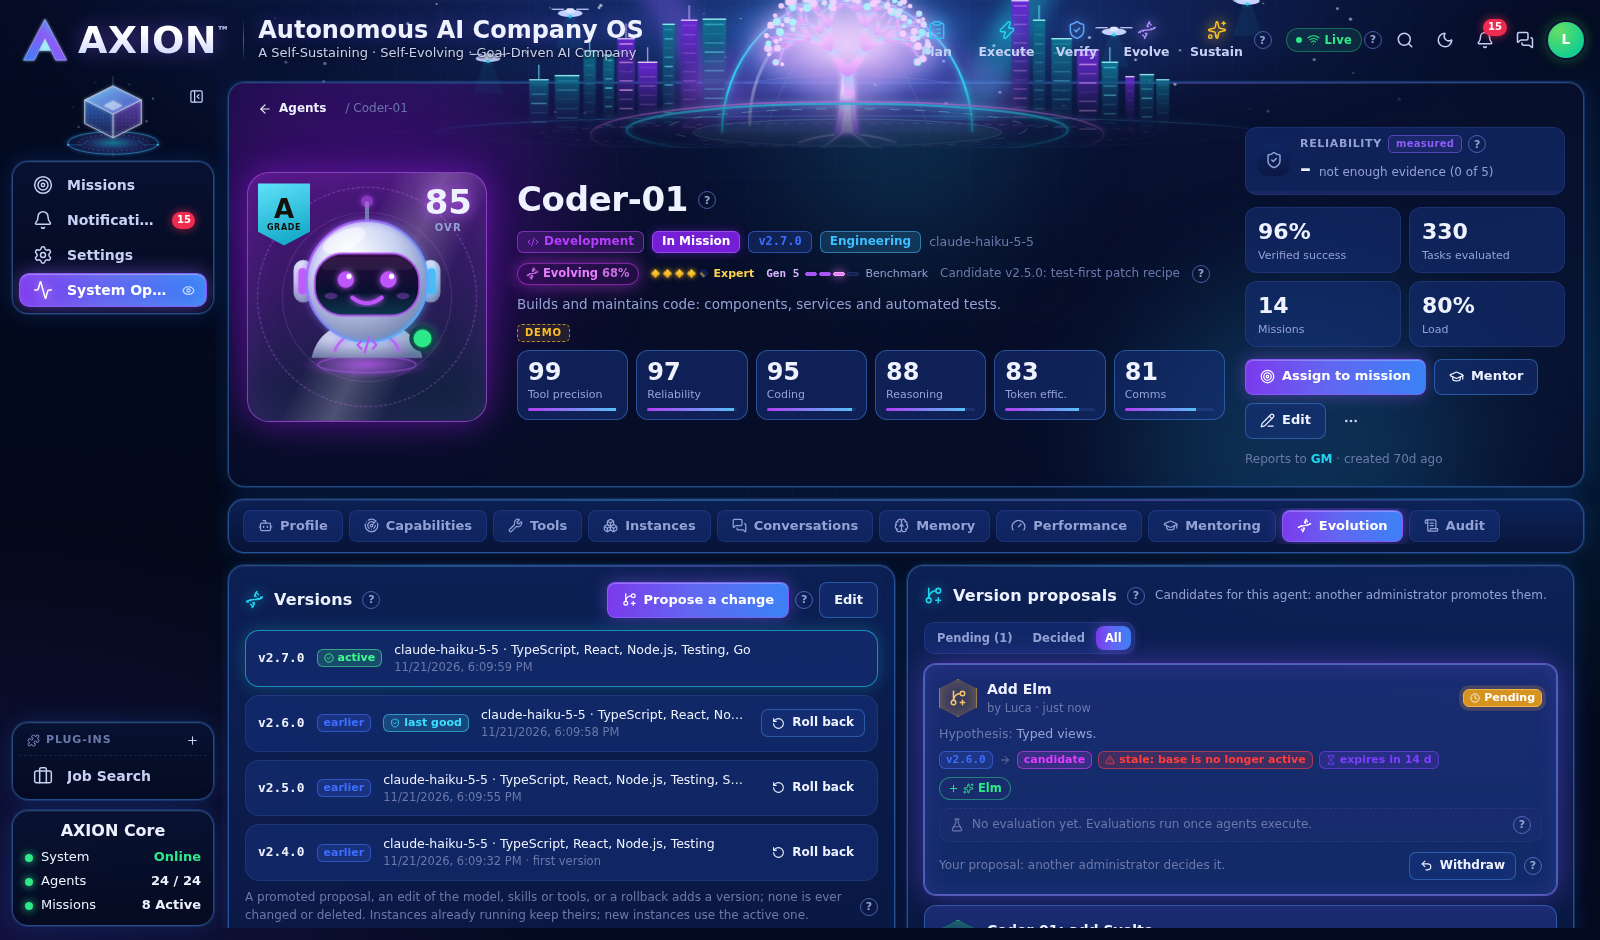 AXION™
Autonomous AI Company OS
A Self-Sustaining · Self-Evolving · Goal-Driven AI Company
Plan
Execute
Verify
Evolve
Sustain
?
Live
?
15
L
Missions
Notificati...
15
Settings
System Op...
PLUG-INS
+
Job Search
AXION Core
System Online
Agents 24 / 24
Missions 8 Active
← Agents / Coder-01
A
GRADE
85
OVR
Coder-01 ?
Development In Mission v2.7.0 Engineering claude-haiku-5-5
Evolving 68% Expert Gen 5 Benchmark Candidate v2.5.0: test-first patch recipe ?
Builds and maintains code: components, services and automated tests.
DEMO
99
Tool precision
97
Reliability
95
Coding
88
Reasoning
83
Token effic.
81
Comms
RELIABILITY measured ?
– not enough evidence (0 of 5)
96%
Verified success
330
Tasks evaluated
14
Missions
80%
Load
Assign to mission
Mentor
Edit
...
Reports to GM · created 70d ago
Profile
Capabilities
Tools
Instances
Conversations
Memory
Performance
Mentoring
Evolution
Audit
Versions ?
Propose a change ?
Edit
v2.7.0 active claude-haiku-5-5 · TypeScript, React, Node.js, Testing, Go
11/21/2026, 6:09:59 PM
v2.6.0 earlier last good claude-haiku-5-5 · TypeScript, React, No...
11/21/2026, 6:09:58 PM
Roll back
v2.5.0 earlier claude-haiku-5-5 · TypeScript, React, Node.js, Testing, S...
11/21/2026, 6:09:55 PM
Roll back
v2.4.0 earlier claude-haiku-5-5 · TypeScript, React, Node.js, Testing
11/21/2026, 6:09:32 PM · first version
Roll back
A promoted proposal, an edit of the model, skills or tools, or a rollback adds a version; none is ever
changed or deleted. Instances already running keep theirs; new instances use the active one.
?
Version proposals ? Candidates for this agent: another administrator promotes them.
Pending (1) Decided All
Add Elm
by Luca · just now
Pending
Hypothesis: Typed views.
v2.6.0 → candidate stale: base is no longer active expires in 14 d
+ Elm
No evaluation yet. Evaluations run once agents execute. ?
Your proposal: another administrator decides it.
Withdraw ?
Coder-01: add Svelte